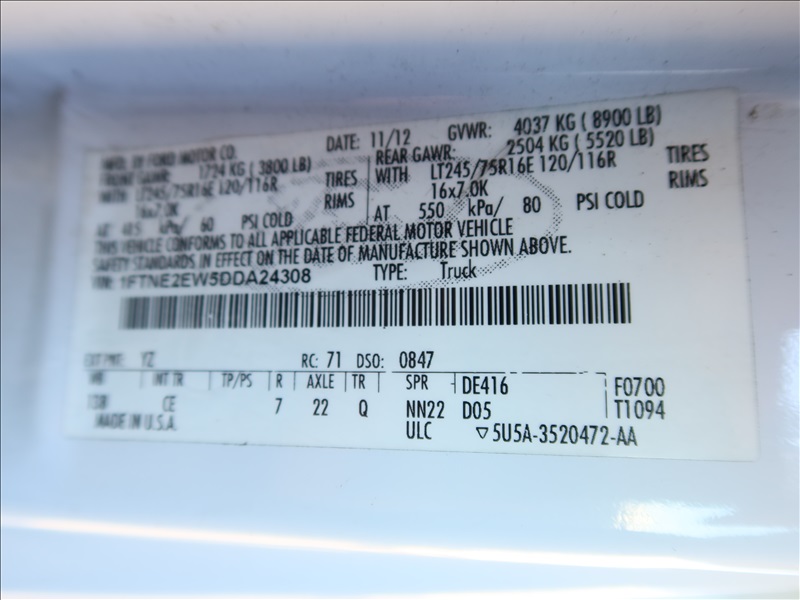 MFD. BY FORD MOTOR CO.
DATE: 11/12 GVWR: 4037 KG ( 8900 LB)
FRONT GAWR: 1724 KG ( 3800 LB) REAR GAWR: 2504 KG ( 5520 LB)
WITH LT245/75R16E 120/116R TIRES WITH LT245/75R16E 120/116R TIRES
16x7.0K RIMS 16x7.0K RIMS
AT 415 kPa/ 60 PSI COLD AT 550 kPa/ 80 PSI COLD
THIS VEHICLE CONFORMS TO ALL APPLICABLE FEDERAL MOTOR VEHICLE
SAFETY STANDARDS IN EFFECT ON THE DATE OF MANUFACTURE SHOWN ABOVE.
VIN: 1FTNE2EW5DDA24308 TYPE: Truck
EXT PNT: YZ RC: 71 DSO: 0847
WB INT TR TP/PS R AXLE TR SPR DE416 F0700
138 CE 7 22 Q NN22 D05 T1094
MADE IN U.S.A. ULC ▽5U5A-3520472-AA